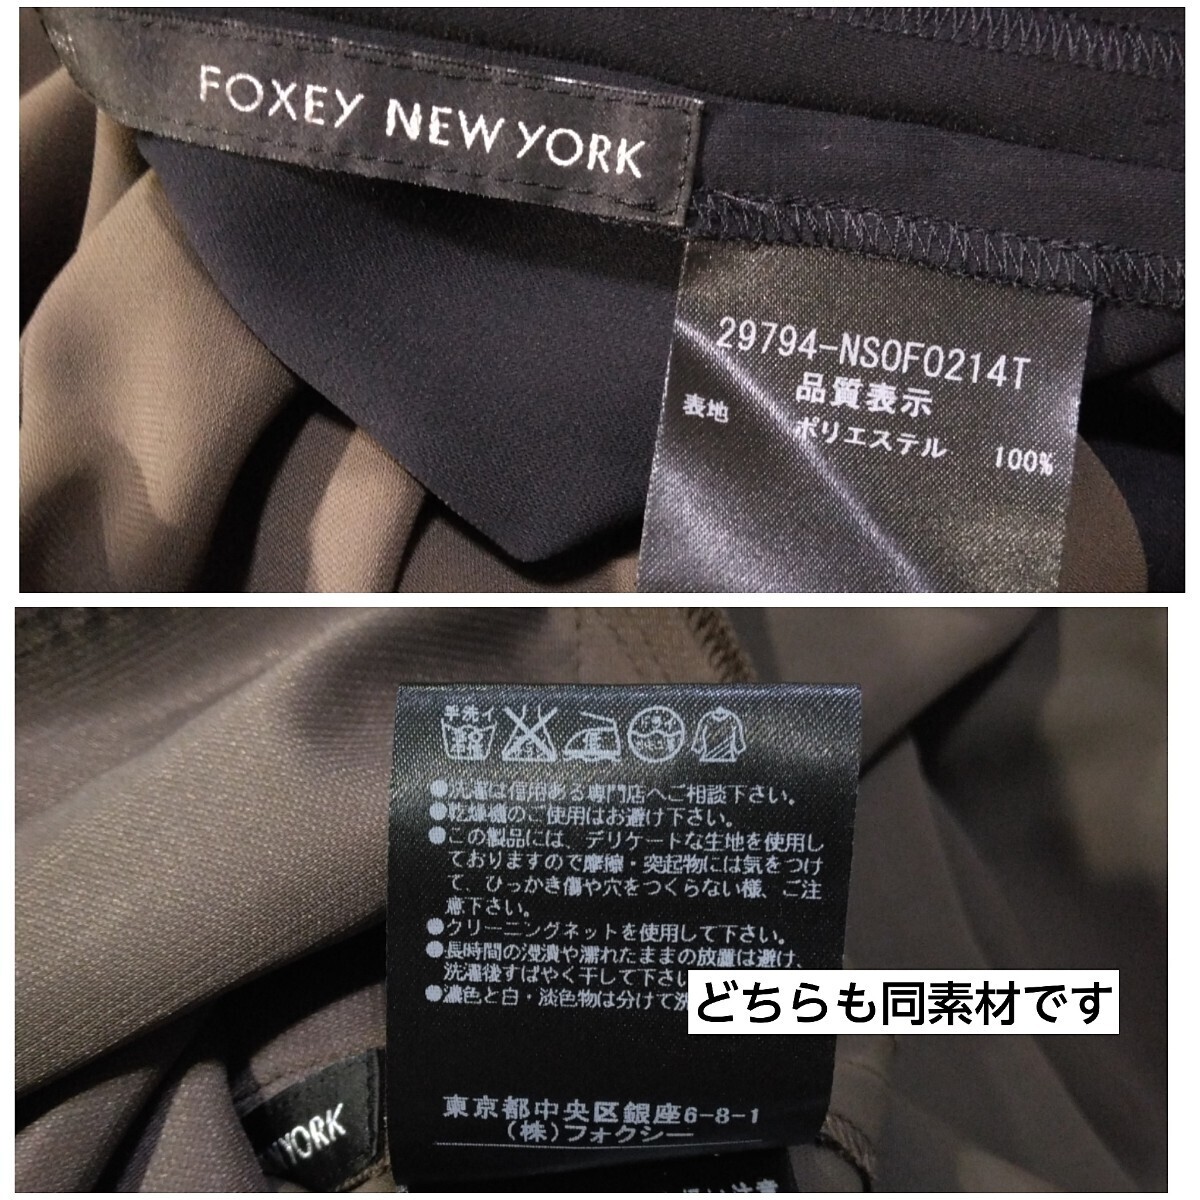 FOXEY NEW YORK
29794-NSOF0214T
品質表示
表地 ポリエステル 100%
手洗イ
●洗濯は信用ある専門店へご相談下さい。
●乾燥機のご使用はお避け下さい。
●この製品には、デリケートな生地を使用し
ておりますので摩擦・突起物には気をつけ
て、ひっかき傷や穴をつくらない様、ご注
意下さい。
●クリーニングネットを使用して下さい。
●長時間の浸漬や濡れたままの放置は避け、
洗濯後すばやく干して下さい
●濃色と白・淡色物は分けて洗
どちらも同素材です
東京都中央区銀座6-8-1
(株)フォクシー
YORK